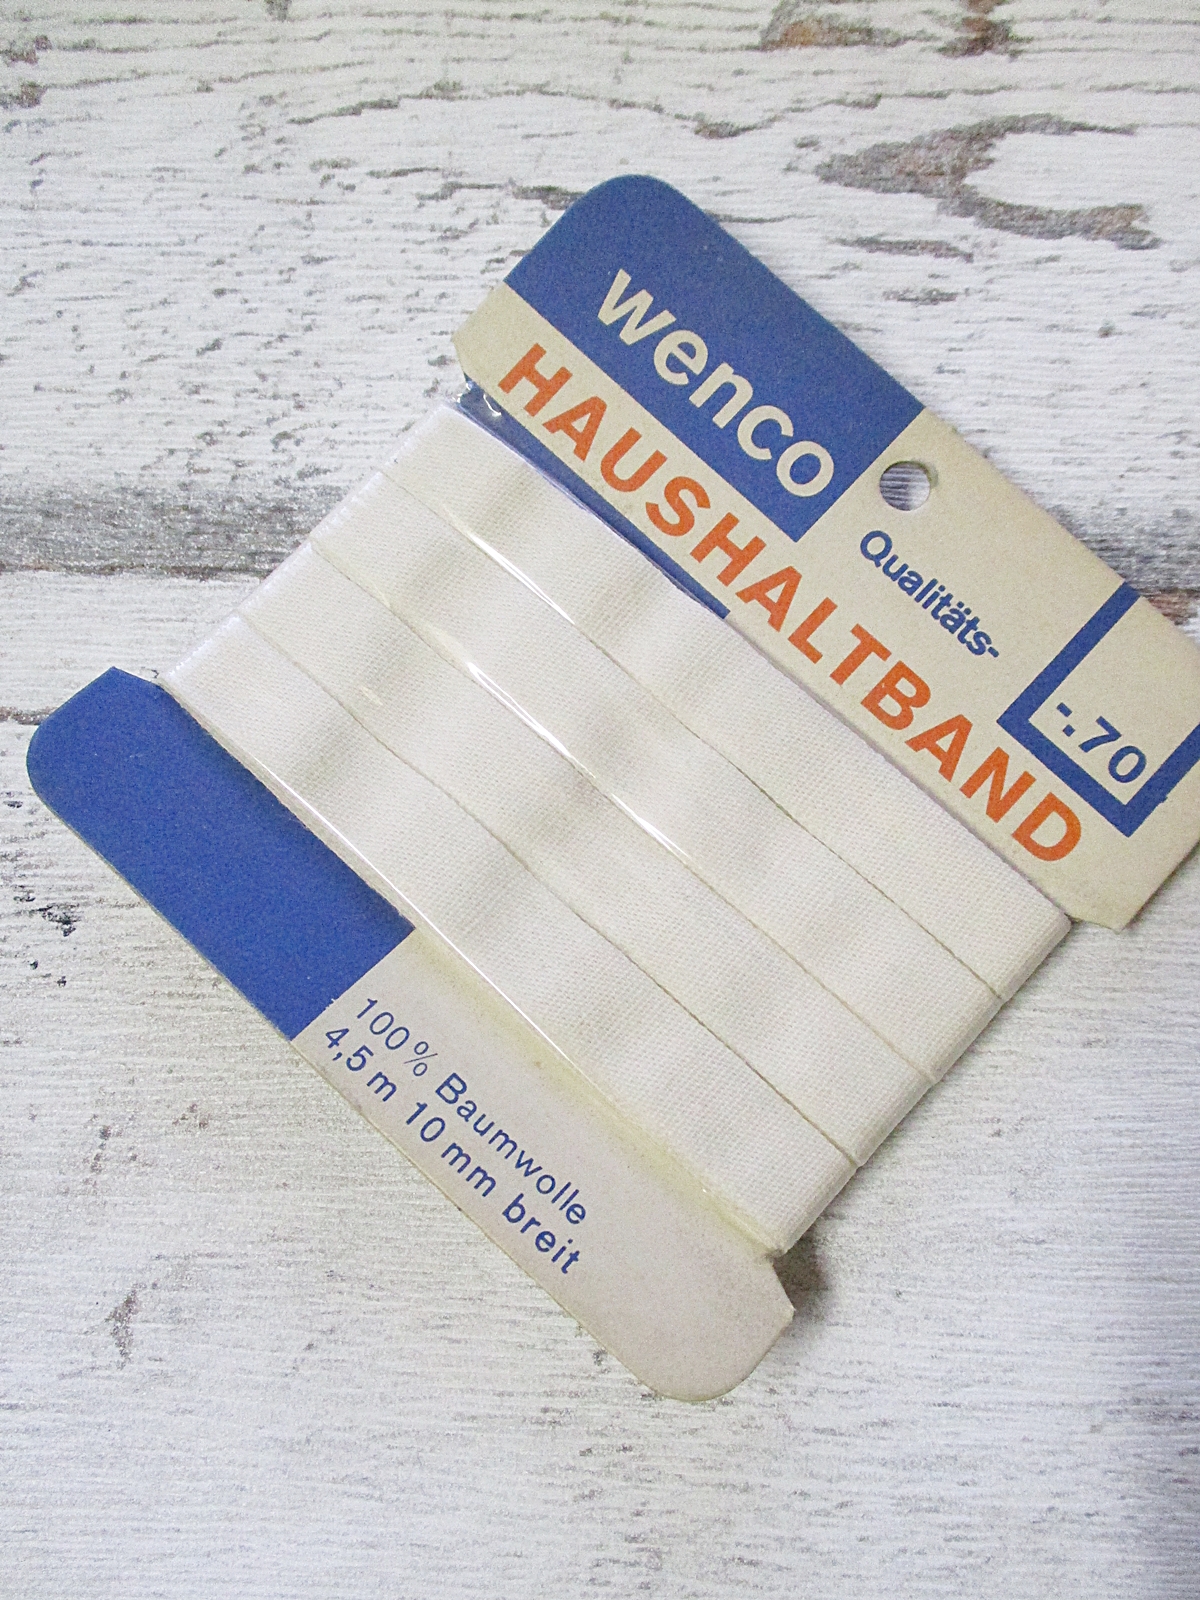 wenco
Qualitäts-
HAUSHALTBAND
-.70
100% Baumwolle
4,5 m 10 mm breit